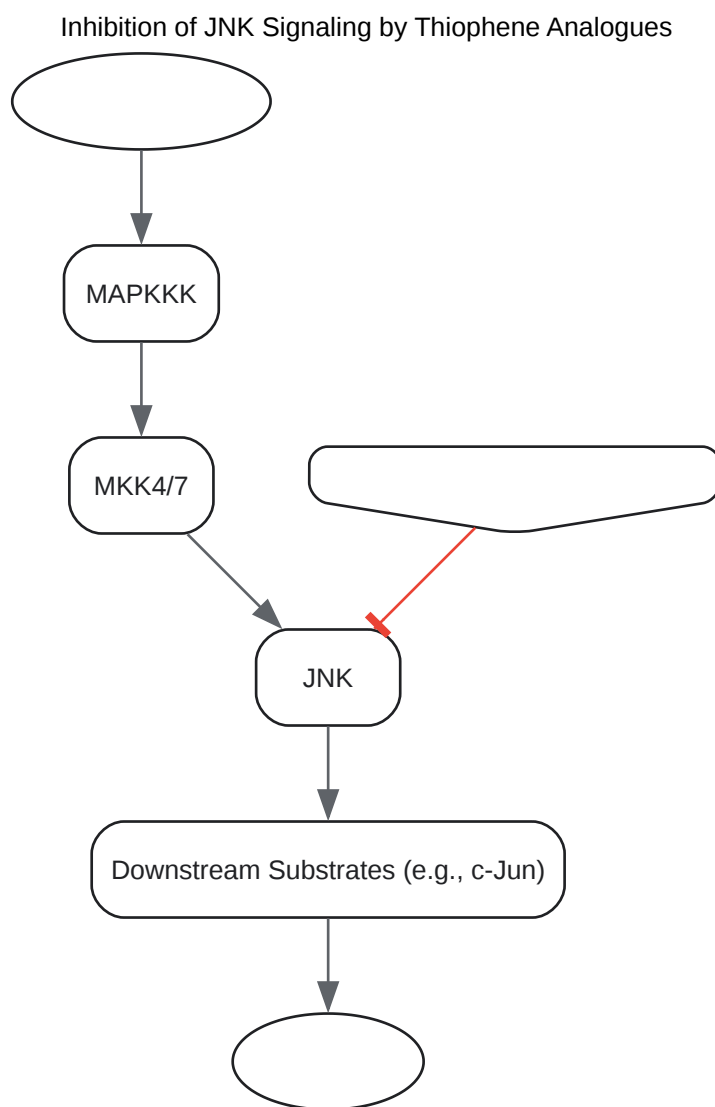 Inhibition of JNK Signaling by Thiophene Analogues
MAPKKK
MKK4/7
JNK
Downstream Substrates (e.g., c-Jun)